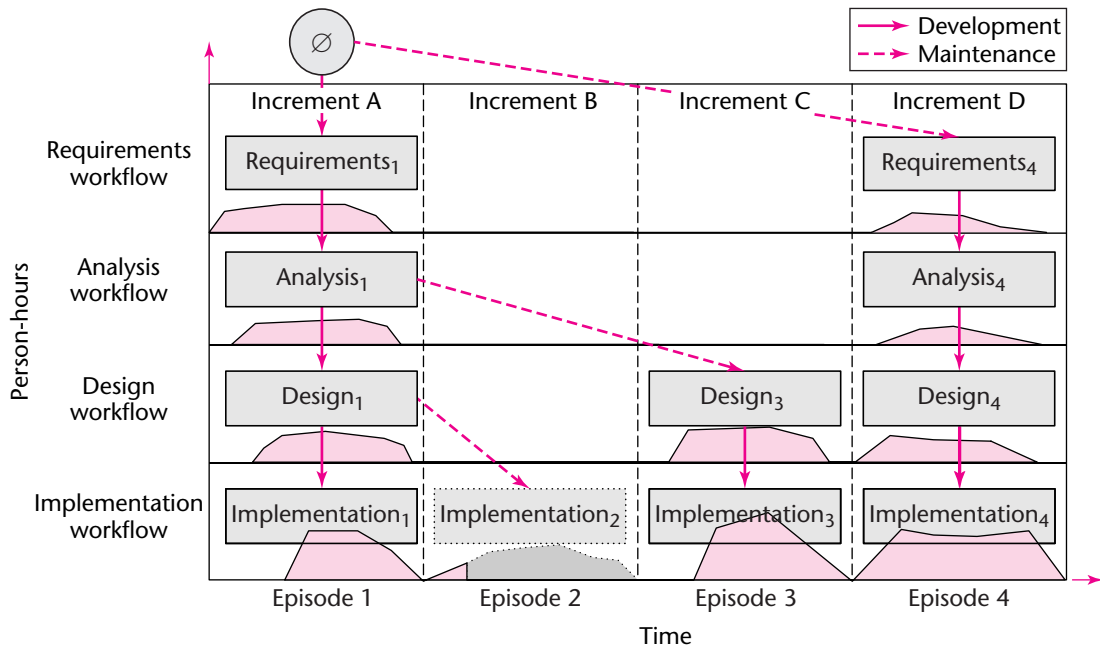 ∅
Development
Maintenance
Increment A
Increment B
Increment C
Increment D
Requirements
workflow
Requirements₁
Requirements₄
Person-hours
Analysis
workflow
Analysis₁
Analysis₄
Design
workflow
Design₁
Design₃
Design₄
Implementation
workflow
Implementation₁
Implementation₂
Implementation₃
Implementation₄
Episode 1
Episode 2
Episode 3
Episode 4
Time